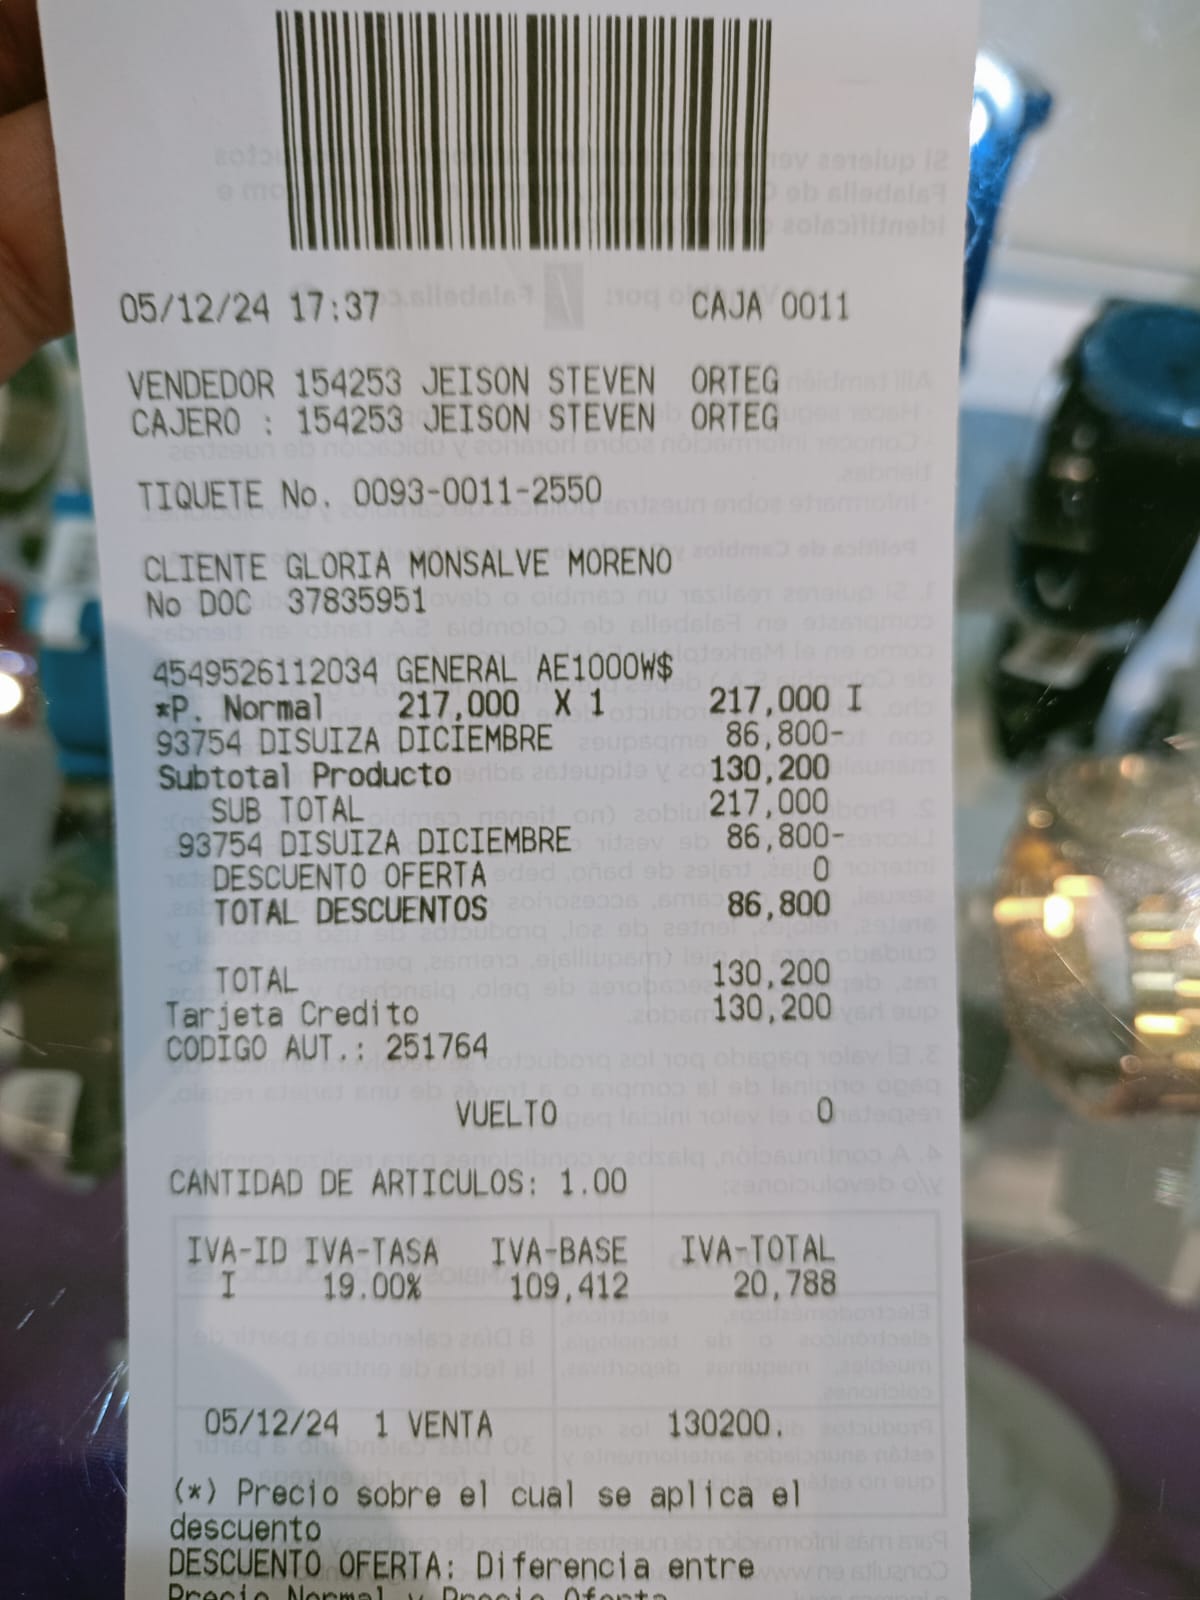 05/12/24 17:37 CAJA 0011
VENDEDOR 154253 JEISON STEVEN ORTEG
CAJERO : 154253 JEISON STEVEN ORTEG
TIQUETE No. 0093-0011-2550
CLIENTE GLORIA MONSALVE MORENO
No DOC 37835951
4549526112034 GENERAL AE1000W$
*P. Normal 217,000 X 1 217,000 I
93754 DISUIZA DICIEMBRE 86,800-
Subtotal Producto 130,200
SUB TOTAL 217,000
93754 DISUIZA DICIEMBRE 86,800-
DESCUENTO OFERTA 0
TOTAL DESCUENTOS 86,800
TOTAL 130,200
Tarjeta Credito 130,200
CODIGO AUT.: 251764
VUELTO 0
CANTIDAD DE ARTICULOS: 1.00
IVA-ID IVA-TASA IVA-BASE IVA-TOTAL
I 19.00% 109,412 20,788
05/12/24 1 VENTA 130200.
(*) Precio sobre el cual se aplica el
descuento
DESCUENTO OFERTA: Diferencia entre
Precio Normal y Precio Oferta